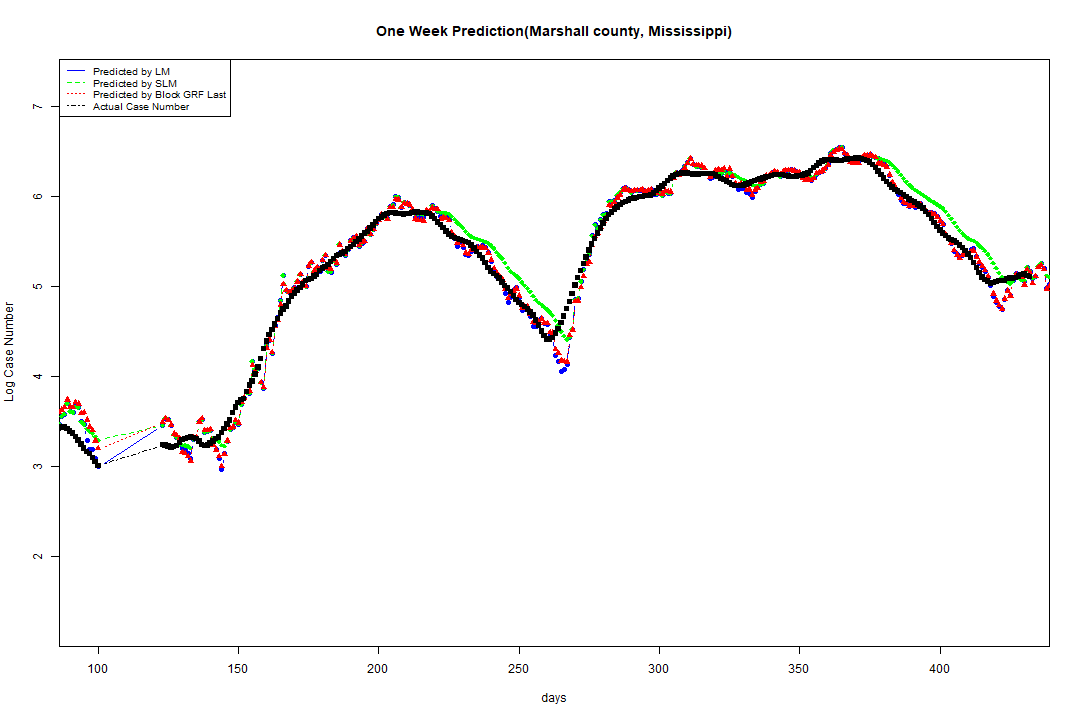 One Week Prediction(Marshall county, Mississippi)
Predicted by LM
Predicted by SLM
Predicted by Block GRF Last
Actual Case Number
7
6
5
4
3
2
Log Case Number
100 150 200 250 300 350 400
days